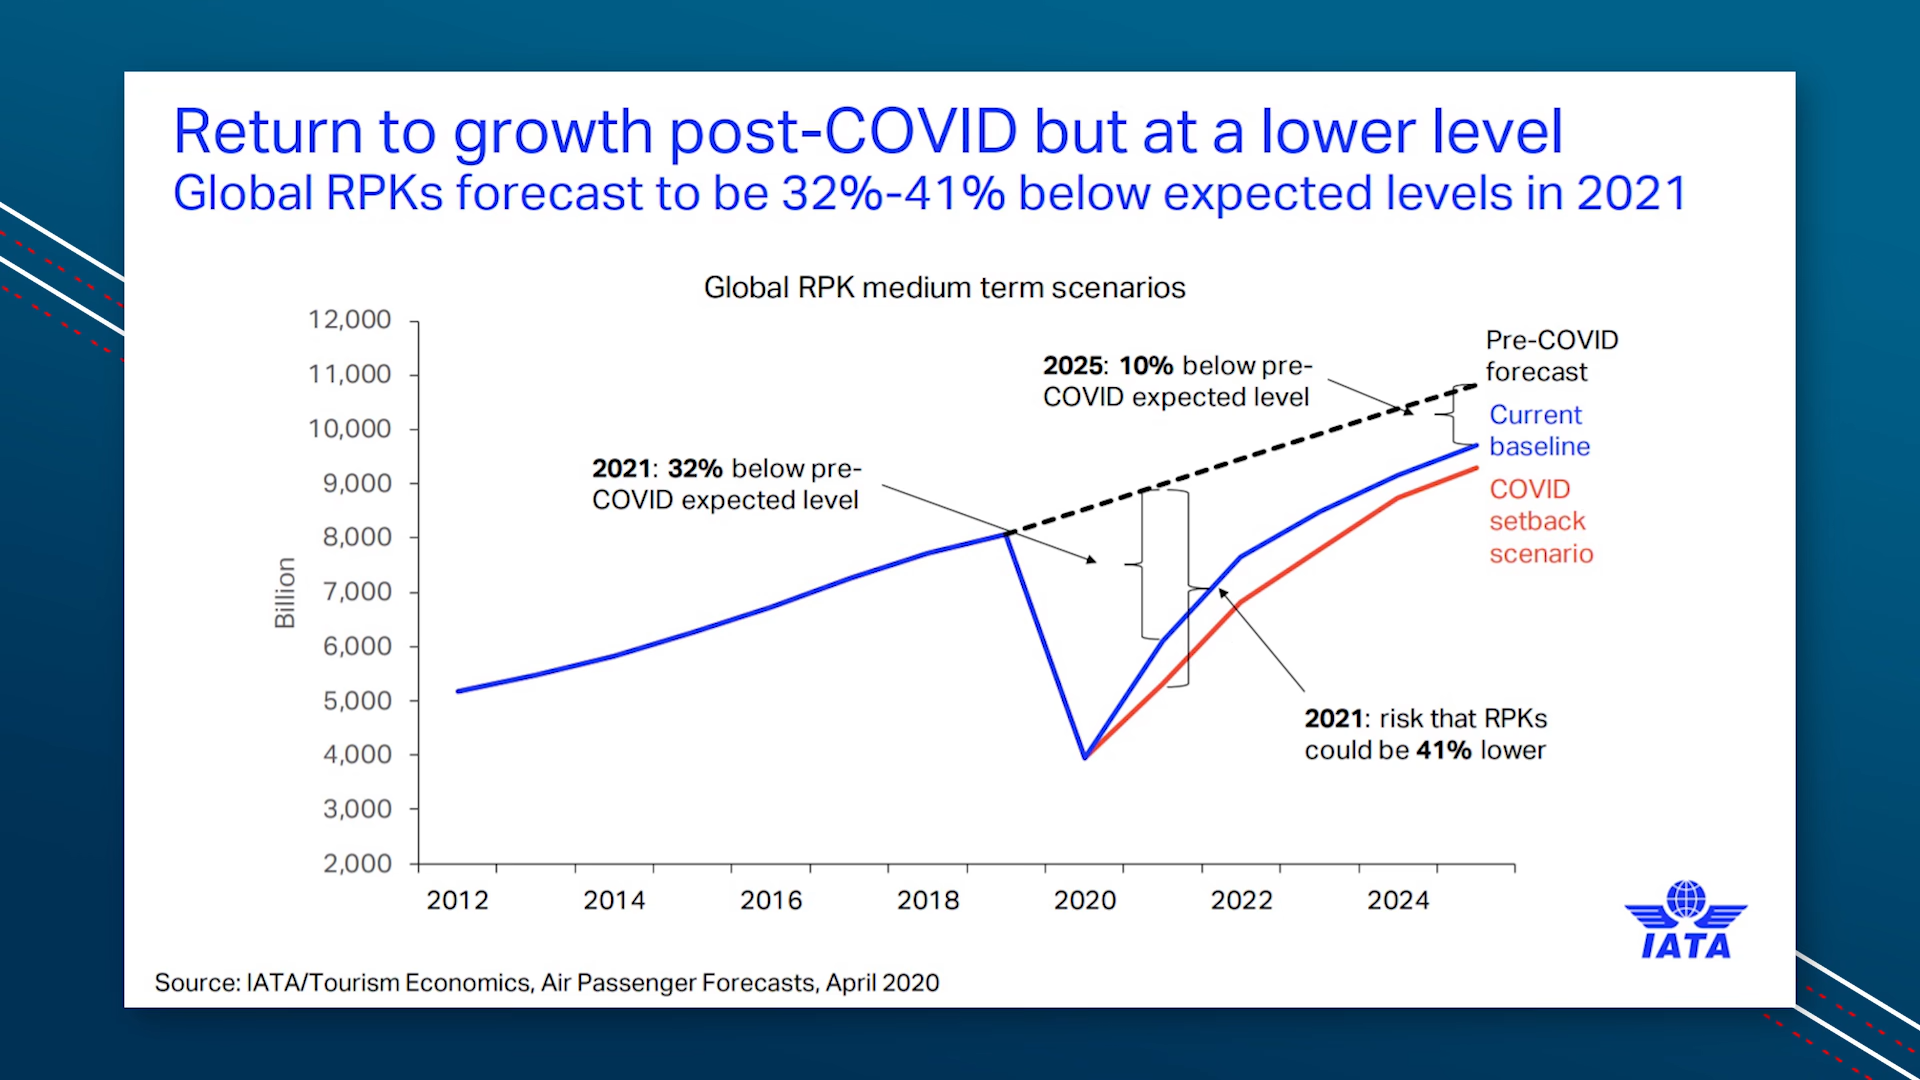 Return to growth post-COVID but at a lower level
Global RPKs forecast to be 32%-41% below expected levels in 2021
Global RPK medium term scenarios
12,000
11,000
10,000
9,000
8,000
7,000
6,000
5,000
4,000
3,000
2,000
Billion
2012
2014
2016
2018
2020
2022
2024
2021: 32% below pre-
COVID expected level
2025: 10% below pre-
COVID expected level
Pre-COVID
forecast
Current
baseline
COVID
setback
scenario
2021: risk that RPKs
could be 41% lower
IATA
Source: IATA/Tourism Economics, Air Passenger Forecasts, April 2020